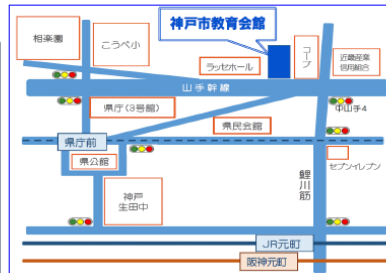 神戸市教育会館
相楽園
こうべ小
ラッセホール
コープ
近畿産業
信用組合
山手幹線
県庁(3号館)
中山手4
県民会館
県庁前
県公館
セブンイレブン
鯉川筋
神戸
生田中
JR元町
阪神元町